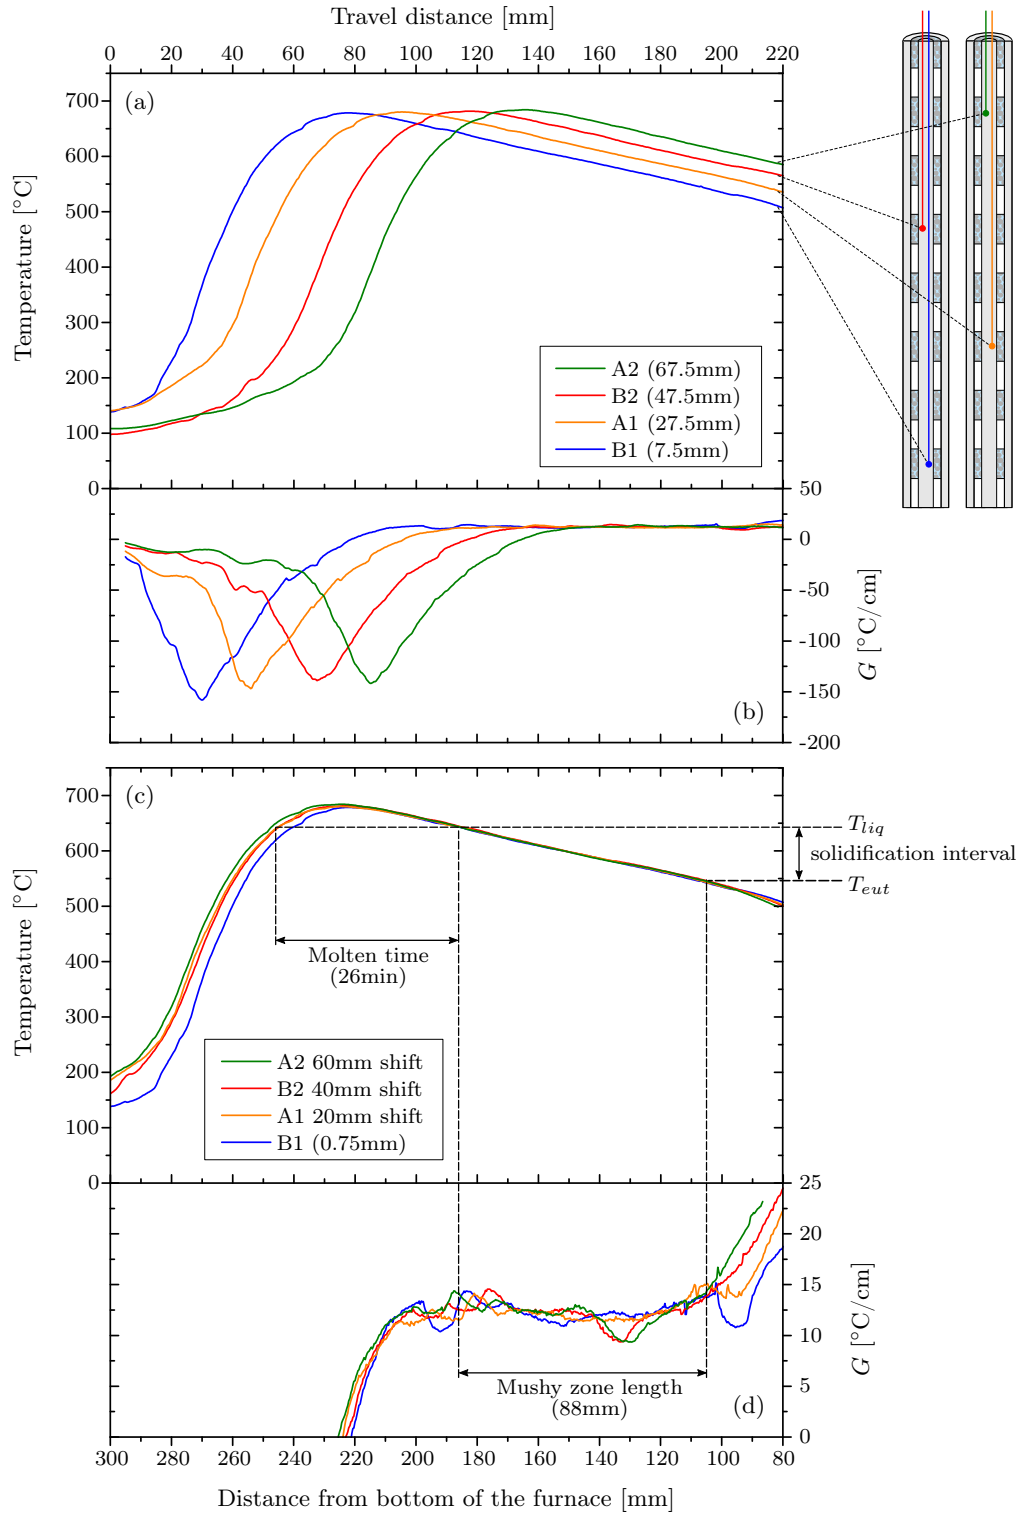 Travel distance [mm]
0 20 40 60 80 100 120 140 160 180 200 220
(a)
Temperature [°C]
700
600
500
400
300
200
100
0
A2 (67.5mm)
B2 (47.5mm)
A1 (27.5mm)
B1 (7.5mm)
50
0
-50
-100
-150
-200
G [°C/cm]
(b)
(c)
Temperature [°C]
700
600
500
400
300
200
100
0
T_liq
solidification interval
T_eut
Molten time
(26min)
A2 60mm shift
B2 40mm shift
A1 20mm shift
B1 (0.75mm)
25
20
15
10
5
0
G [°C/cm]
Mushy zone length
(88mm)
(d)
300 280 260 240 220 200 180 160 140 120 100 80
Distance from bottom of the furnace [mm]